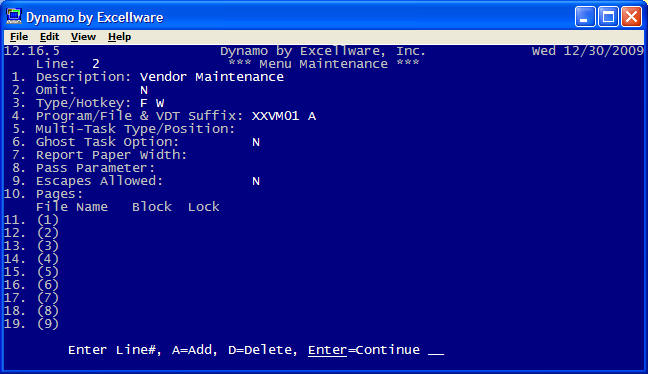 Dynamo by Excellware
File Edit View Help
12.16.5 Dynamo by Excellware, Inc. Wed 12/30/2009
Line: 2 *** Menu Maintenance ***
1. Description: Vendor Maintenance
2. Omit: N
3. Type/Hotkey: F W
4. Program/File & VDT Suffix: XXVM01 A
5. Multi-Task Type/Position:
6. Ghost Task Option: N
7. Report Paper Width:
8. Pass Parameter:
9. Escapes Allowed: N
10. Pages:
File Name Block Lock
11. (1)
12. (2)
13. (3)
14. (4)
15. (5)
16. (6)
17. (7)
18. (8)
19. (9)
Enter Line#, A=Add, D=Delete, Enter=Continue __